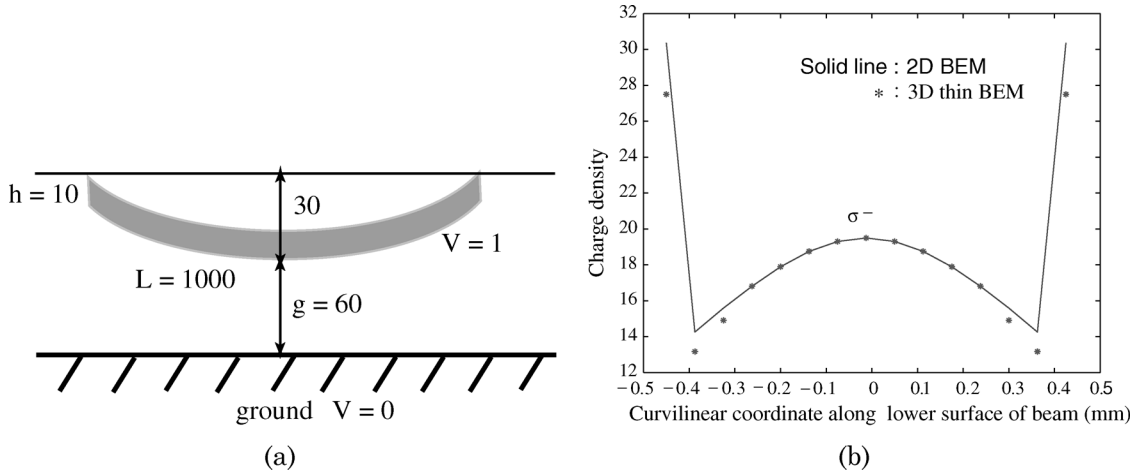 h = 10
30
V = 1
L = 1000
g = 60
ground V = 0
(a)
32
30
28
26
24
22
20
18
16
14
12
Charge density
Solid line : 2D BEM
* : 3D thin BEM
σ−
−0.5 −0.4 −0.3 −0.2 −0.1 0 0.1 0.2 0.3 0.4 0.5
Curvilinear coordinate along lower surface of beam (mm)
(b)